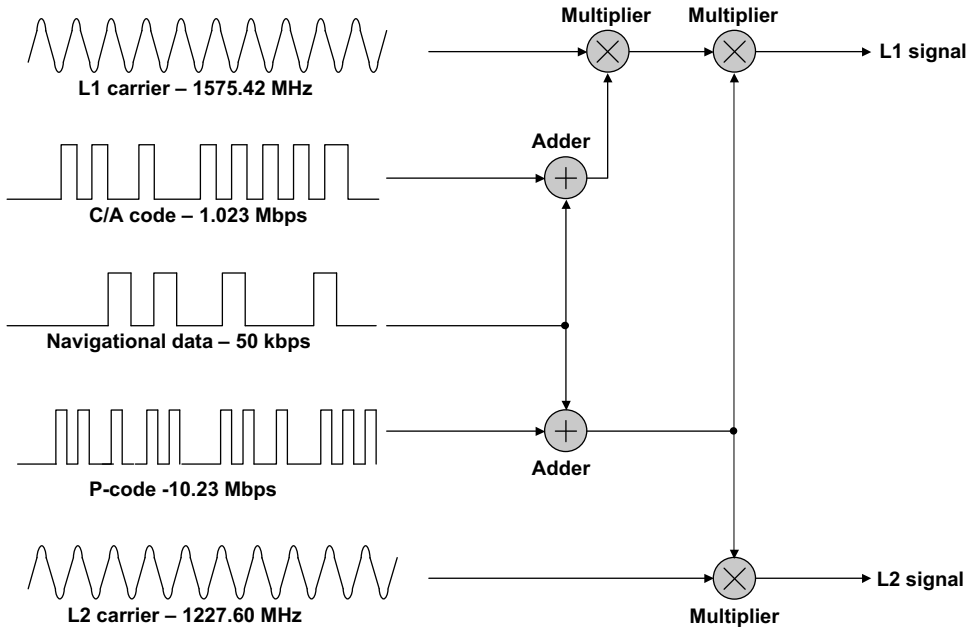 Multiplier Multiplier
L1 signal
L1 carrier – 1575.42 MHz
Adder
C/A code – 1.023 Mbps
Navigational data – 50 kbps
Adder
P-code -10.23 Mbps
L2 signal
L2 carrier – 1227.60 MHz
Multiplier